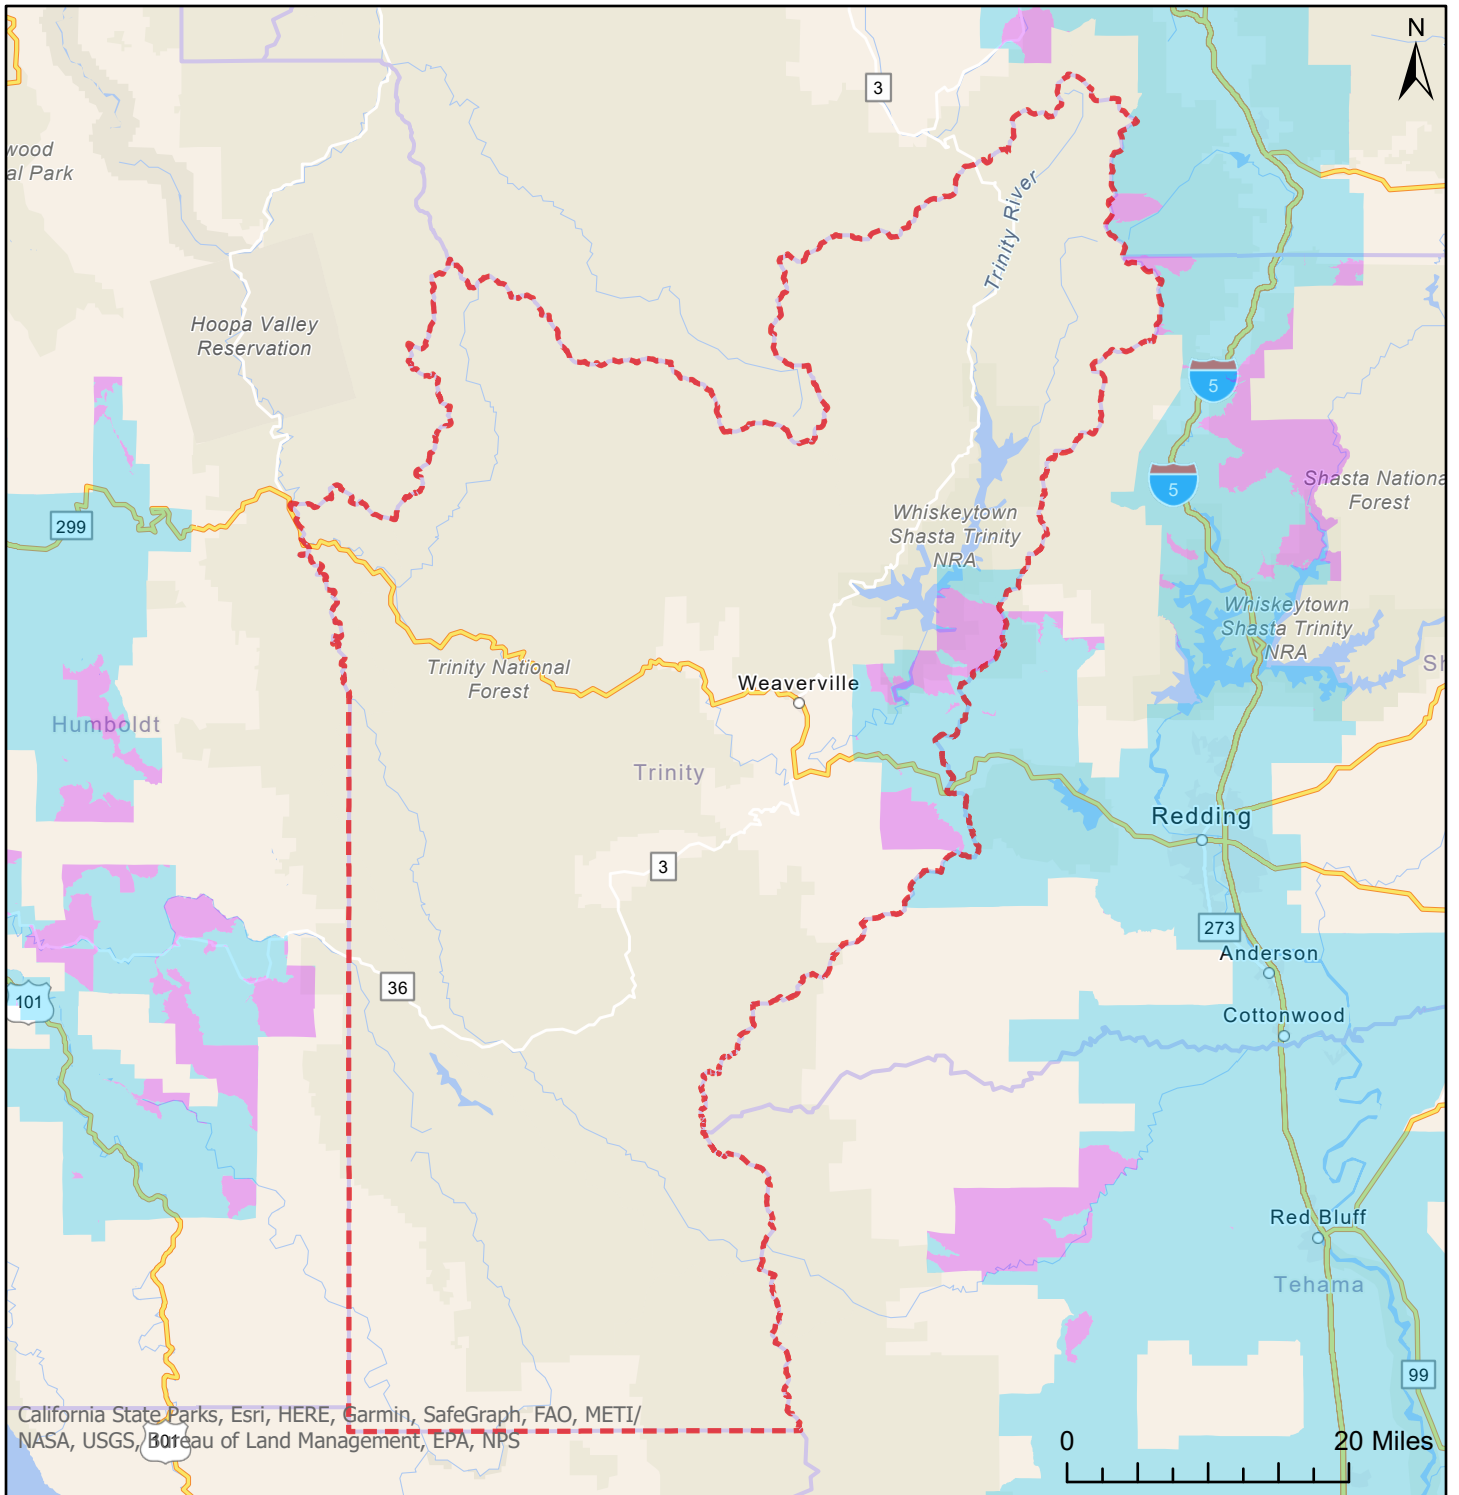 N
3
wood
al Park
Trinity River
Hoopa Valley
Reservation
5
5
Shasta Nationa
Forest
299
Whiskeytown
Shasta Trinity
NRA
Whiskeytown
Shasta Trinity
NRA
Sh
Trinity National
Forest
Weaverville
Humboldt
Trinity
Redding
3
273
Anderson
36
101
Cottonwood
Red Bluff
Tehama
99
California State Parks, Esri, HERE, Garmin, SafeGraph, FAO, METI/
NASA, USGS, Bureau of Land Management, EPA, NPS
101
0 20 Miles